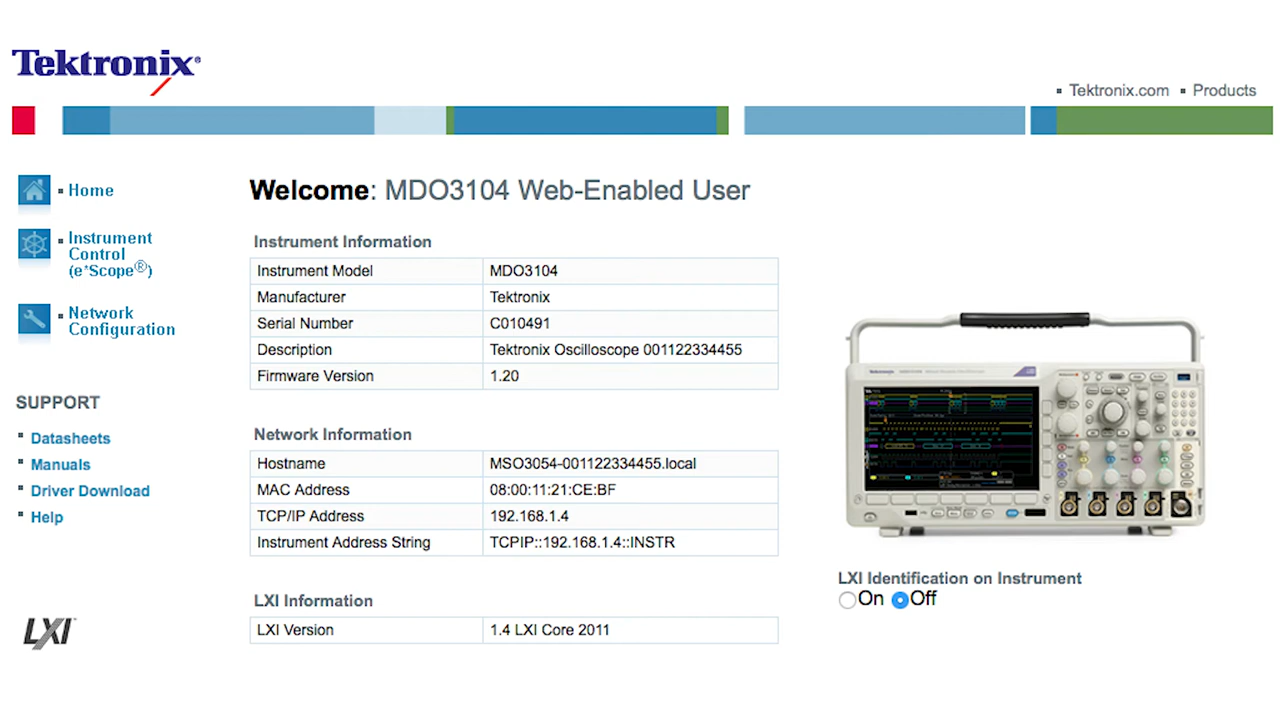 Tektronix®
Tektronix.com Products
Home
Instrument
Control
(e*Scope®)
Network
Configuration
SUPPORT
Datasheets
Manuals
Driver Download
Help
LXI
Welcome: MDO3104 Web-Enabled User
Instrument Information
Instrument Model MDO3104
Manufacturer Tektronix
Serial Number C010491
Description Tektronix Oscilloscope 001122334455
Firmware Version 1.20
Network Information
Hostname MSO3054-001122334455.local
MAC Address 08:00:11:21:CE:BF
TCP/IP Address 192.168.1.4
Instrument Address String TCPIP::192.168.1.4::INSTR
LXI Information
LXI Version 1.4 LXI Core 2011
Tektronix
LXI Identification on Instrument
On Off